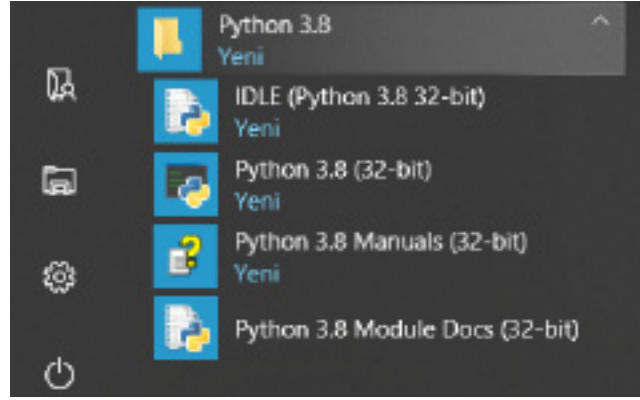 Python 3.8
Yeni
IDLE (Python 3.8 32-bit)
Yeni
Python 3.8 (32-bit)
Yeni
Python 3.8 Manuals (32-bit)
Yeni
Python 3.8 Module Docs (32-bit)